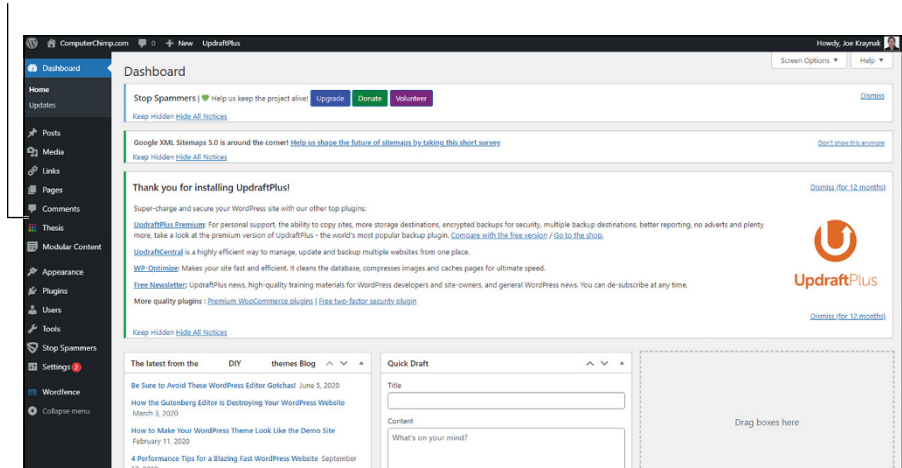 ComputerChimp.com 0 + New UpdraftPlus Howdy, Joe Kraynak
Screen Options ▼ Help ▼
Dashboard
Home
Updates
Posts
Media
Links
Pages
Comments
Thesis
Modular Content
Appearance
Plugins
Users
Tools
Stop Spammers
Settings 2
Wordfence
Collapse menu
Dashboard
Stop Spammers | Help us keep the project alive! Upgrade Donate Volunteer Dismiss
Keep Hidden Hide All Notices
Google XML Sitemaps 5.0 is around the corner! Help us shape the future of sitemaps by taking this short survey Don't show this anymore
Keep Hidden Hide All Notices
Thank you for installing UpdraftPlus! Dismiss (for 12 months)
Super-charge and secure your WordPress site with our other top plugins:
UpdraftPlus Premium: For personal support, the ability to copy sites, more storage destinations, encrypted backups for security, multiple backup destinations, better reporting, no adverts and plenty
more, take a look at the premium version of UpdraftPlus - the world's most popular backup plugin. Compare with the free version / Go to the shop.
UpdraftCentral is a highly efficient way to manage, update and backup multiple websites from one place.
WP-Optimize: Makes your site fast and efficient. It cleans the database, compresses images and caches pages for ultimate speed.
Free Newsletter: UpdraftPlus news, high-quality training materials for WordPress developers and site-owners, and general WordPress news. You can de-subscribe at any time.
More quality plugins : Premium WooCommerce plugins | Free two-factor security plugin
UpdraftPlus
Dismiss (for 12 months)
Keep Hidden Hide All Notices
The latest from the DIY themes Blog
Be Sure to Avoid These WordPress Editor Gotchas! June 5, 2020
How the Gutenberg Editor is Destroying Your WordPress Website
March 3, 2020
How to Make Your WordPress Theme Look Like the Demo Site
February 11, 2020
4 Performance Tips for a Blazing Fast WordPress Website September
Quick Draft
Title
Content
What's on your mind?
Drag boxes here